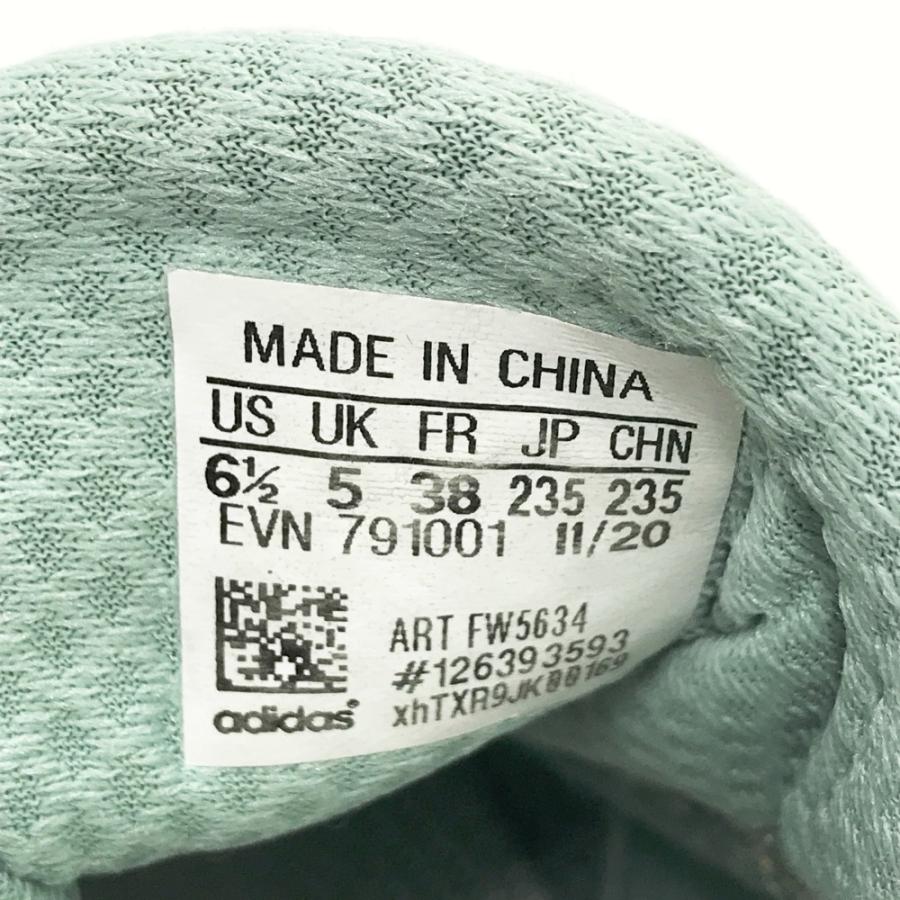 MADE IN CHINA
US UK FR JP CHN
6½ 5 38 235 235
EVN 791001 11/20
ART FW5634
#126393593
xhTXR9JK00169
adidas®